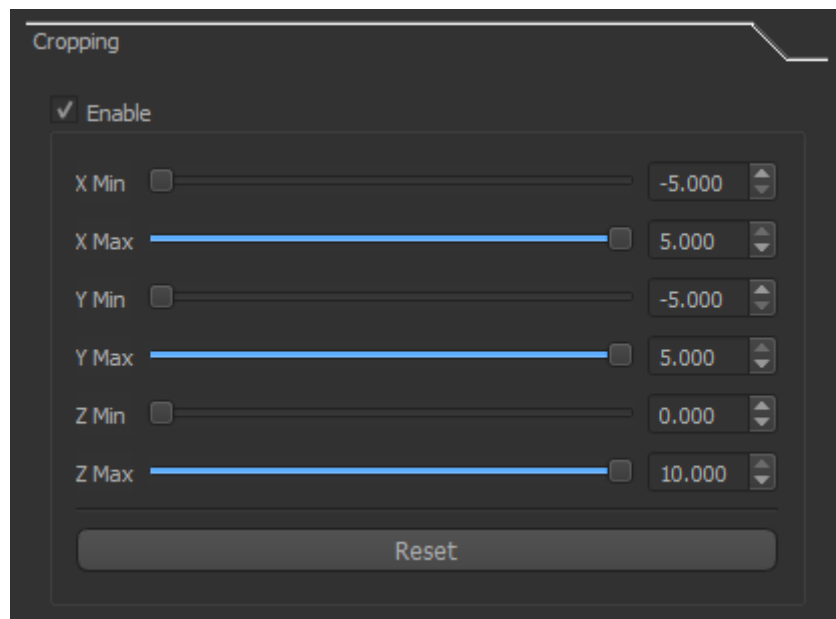 Cropping
Enable
X Min -5.000
X Max 5.000
Y Min -5.000
Y Max 5.000
Z Min 0.000
Z Max 10.000
Reset